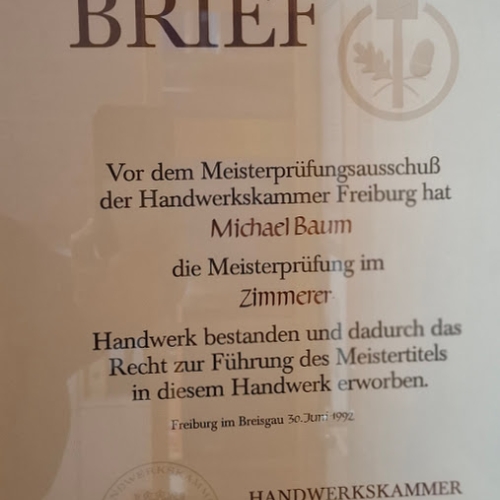 BRIEF
Vor dem Meisterprüfungsausschuß
der Handwerkskammer Freiburg hat
Michael Baum
die Meisterprüfung im
Zimmerer
Handwerk bestanden und dadurch das
Recht zur Führung des Meistertitels
in diesem Handwerk erworben.
Freiburg im Breisgau 30. Juni 1992
HANDWERKSKAMMER